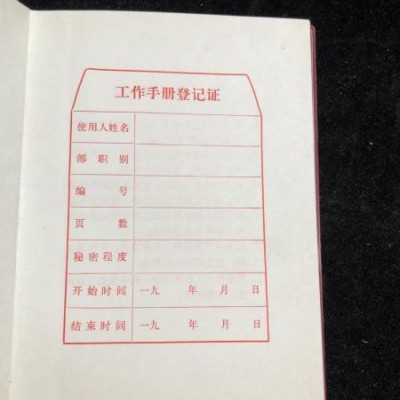 工作手册登记证
使用人姓名
部职别
编号
页数
秘密程度
开始时间 一九 年 月 日
结束时间 一九 年 月 日